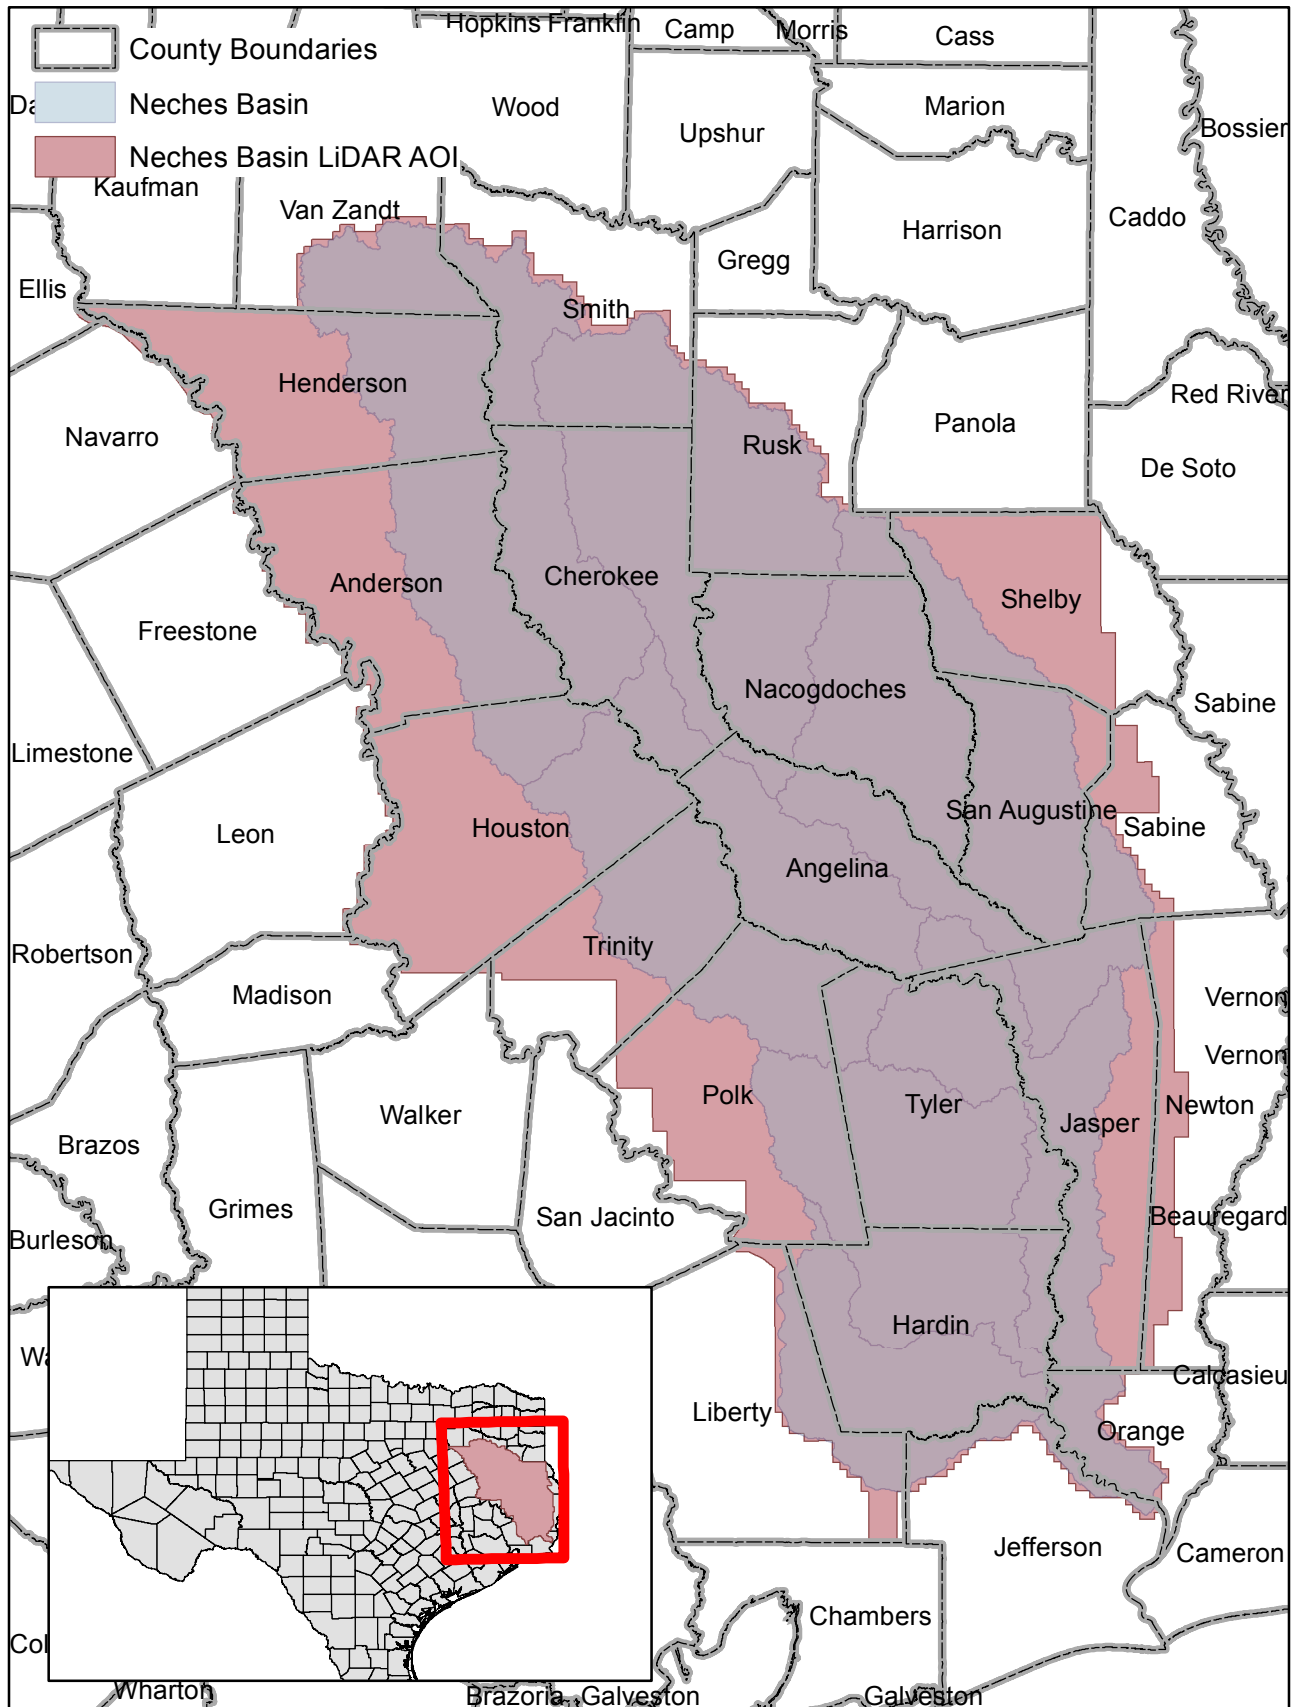 Hopkins Franklin
Camp
Morris
Cass
County Boundaries
Neches Basin
Neches Basin LiDAR AOI
Da
Wood
Upshur
Marion
Bossier
Kaufman
Van Zandt
Harrison
Caddo
Gregg
Ellis
Smith
Henderson
Red River
Navarro
Rusk
Panola
De Soto
Anderson
Cherokee
Shelby
Freestone
Nacogdoches
Sabine
Limestone
San Augustine
Leon
Houston
Sabine
Angelina
Robertson
Trinity
Madison
Vernon
Vernon
Polk
Tyler
Newton
Walker
Jasper
Brazos
Grimes
San Jacinto
Beauregard
Burleson
Hardin
Wa
Calcasieu
Liberty
Orange
Jefferson
Cameron
Chambers
Col
Wharton
Brazoria
Galveston
Galveston